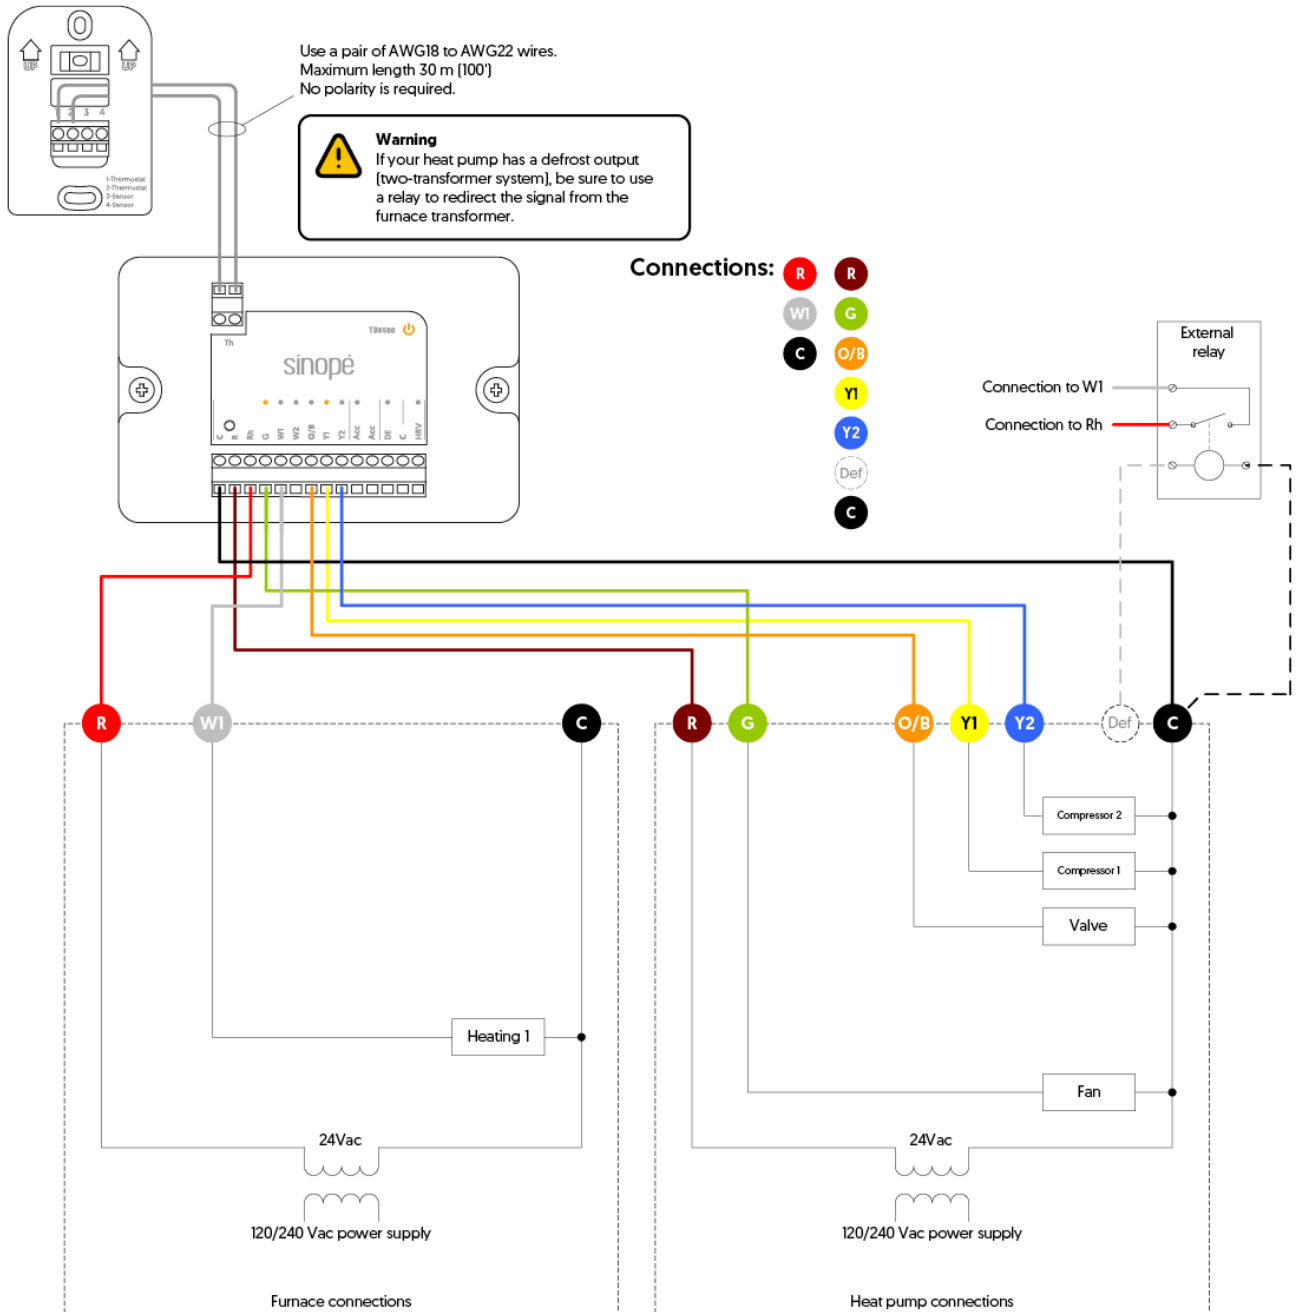 UP
UP
1 2 3 4
1-Thermostat
2-Thermostat
3-Sensor
4-Sensor
Use a pair of AWG18 to AWG22 wires.
Maximum length 30 m (100')
No polarity is required.
Warning
If your heat pump has a defrost output
(two-transformer system), be sure to use
a relay to redirect the signal from the
furnace transformer.
Connections:
R R
W1 G
C O/B
Y1
Y2
Def
C
Th
sinopé
C R Rh G W1 W2 O/B Y1 Y2 Acc Acc DE C HRV
External
relay
Connection to W1
Connection to Rh
R W1 C R G O/B Y1 Y2 Def C
Compressor 2
Compressor 1
Valve
Heating 1
Fan
24Vac
24Vac
120/240 Vac power supply
120/240 Vac power supply
Furnace connections
Heat pump connections